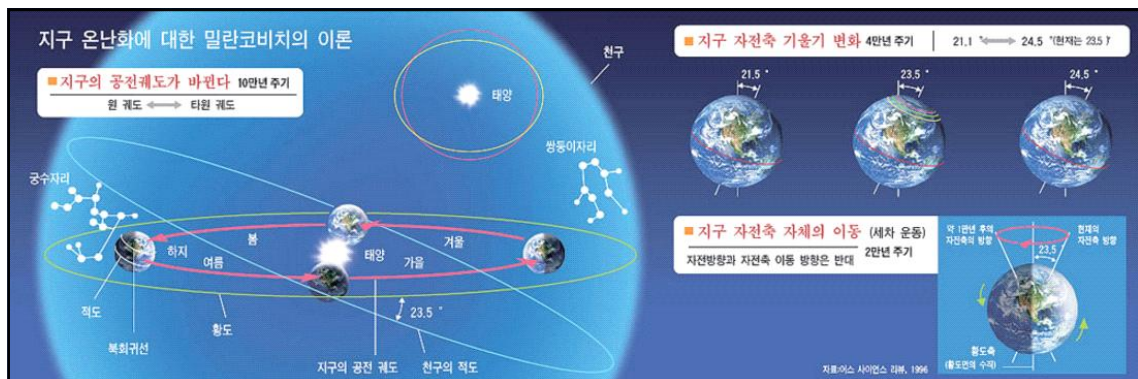 지구 온난화에 대한 밀란코비치의 이론
지구의 공전궤도가 바뀐다 10만년 주기
원 궤도 타원 궤도
천구
태양
쌍둥이자리
궁수자리
하지
봄
여름
태양
겨울
가을
적도
북회귀선
황도
23.5 °
지구의 공전 궤도
천구의 적도
지구 자전축 기울기 변화 4만년 주기
21.1 ° 24.5 °(현재는 23.5 )°
21.5 °
23.5 °
24.5 °
지구 자전축 자체의 이동 (세차 운동)
자전방향과 자전축 이동 방향은 반대 2만년 주기
약 1만년 후의
자전축의 방향
현재의
자전축 방향
23.5
황도축
(황도면의 수직)
자료:어스 사이언스 리뷰, 1996